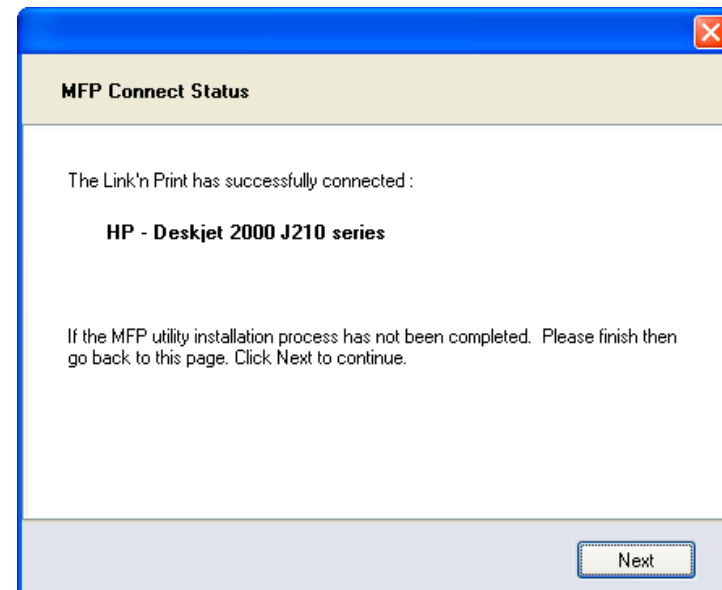 MFP Connect Status
The Link'n Print has successfully connected :
HP - Deskjet 2000 J210 series
If the MFP utility installation process has not been completed.  Please finish then
go back to this page. Click Next to continue.
Next